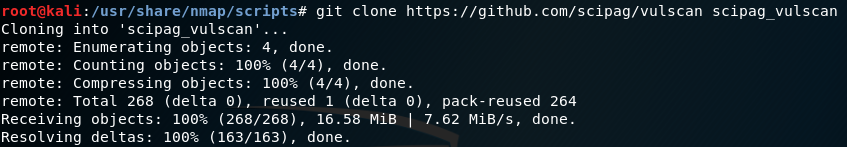 root@kali:/usr/share/nmap/scripts# git clone https://github.com/scipag/vulscan scipag_vulscan
Cloning into 'scipag_vulscan'...
remote: Enumerating objects: 4, done.
remote: Counting objects: 100% (4/4), done.
remote: Compressing objects: 100% (4/4), done.
remote: Total 268 (delta 0), reused 1 (delta 0), pack-reused 264
Receiving objects: 100% (268/268), 16.58 MiB | 7.62 MiB/s, done.
Resolving deltas: 100% (163/163), done.